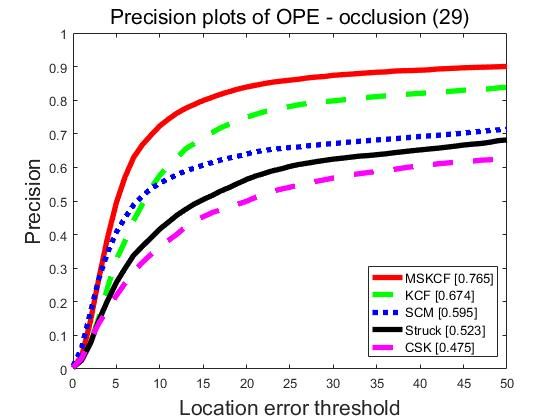 Precision plots of OPE - occlusion (29)
Precision
1
0.9
0.8
0.7
0.6
0.5
0.4
0.3
0.2
0.1
0
MSKCF [0.765]
KCF [0.674]
SCM [0.595]
Struck [0.523]
CSK [0.475]
0 5 10 15 20 25 30 35 40 45 50
Location error threshold